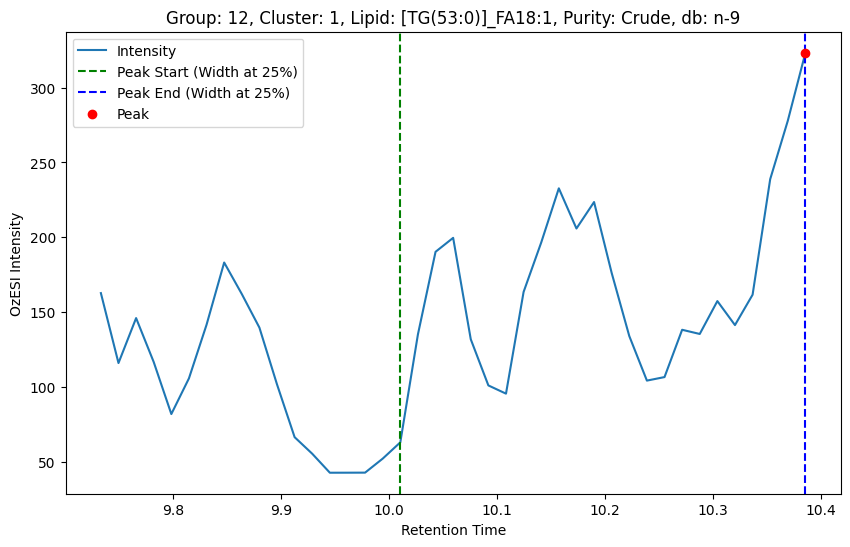 Group: 12, Cluster: 1, Lipid: [TG(53:0)]_FA18:1, Purity: Crude, db: n-9
Intensity
Peak Start (Width at 25%)
Peak End (Width at 25%)
Peak
300
250
200
150
100
50
OzESI Intensity
9.8 9.9 10.0 10.1 10.2 10.3 10.4
Retention Time